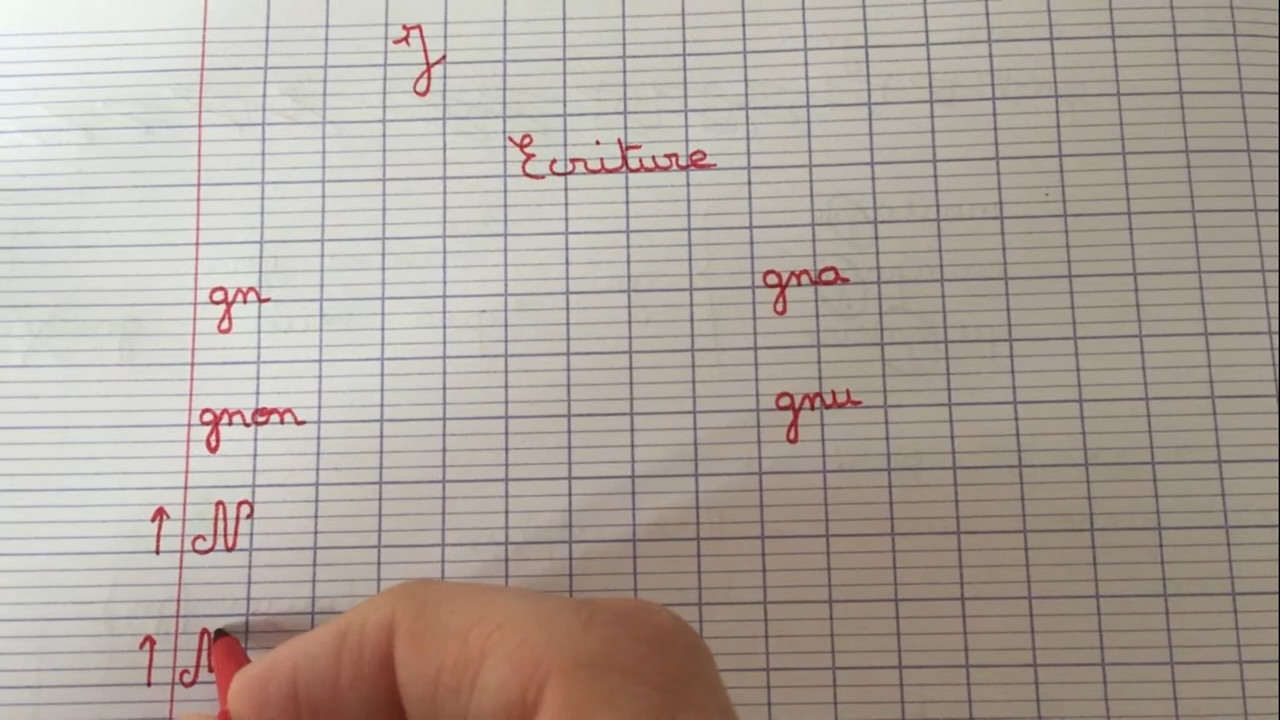 J
Ecriture
gn gna
gnon gnu
↑ N
↑